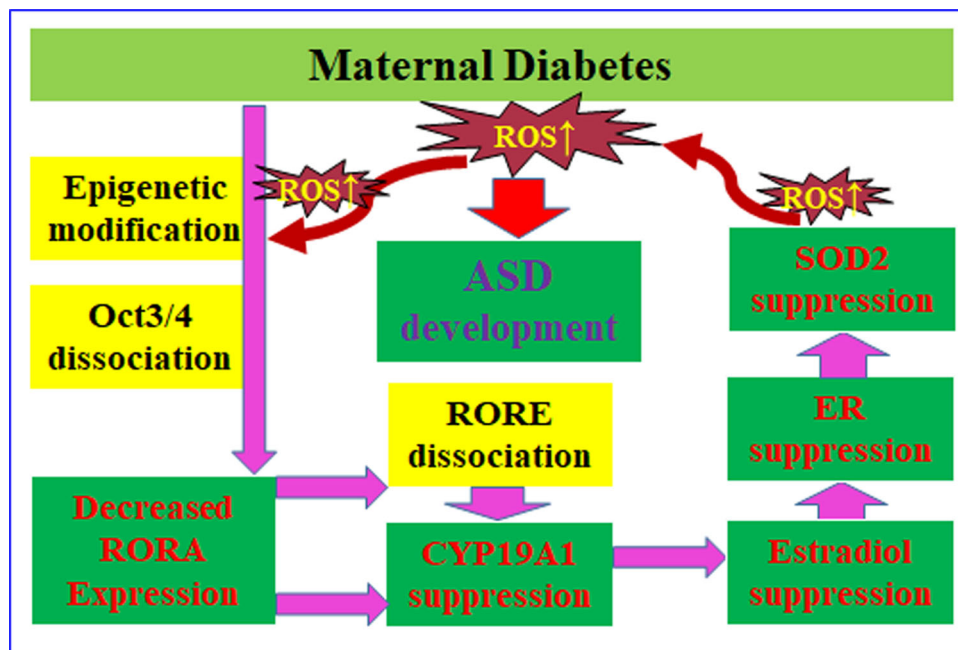 Maternal Diabetes
ROS↑
Epigenetic
modification
ROS↑
ROS↑
Oct3/4
dissociation
ASD
development
SOD2
suppression
RORE
dissociation
ER
suppression
Decreased
RORA
Expression
CYP19A1
suppression
Estradiol
suppression